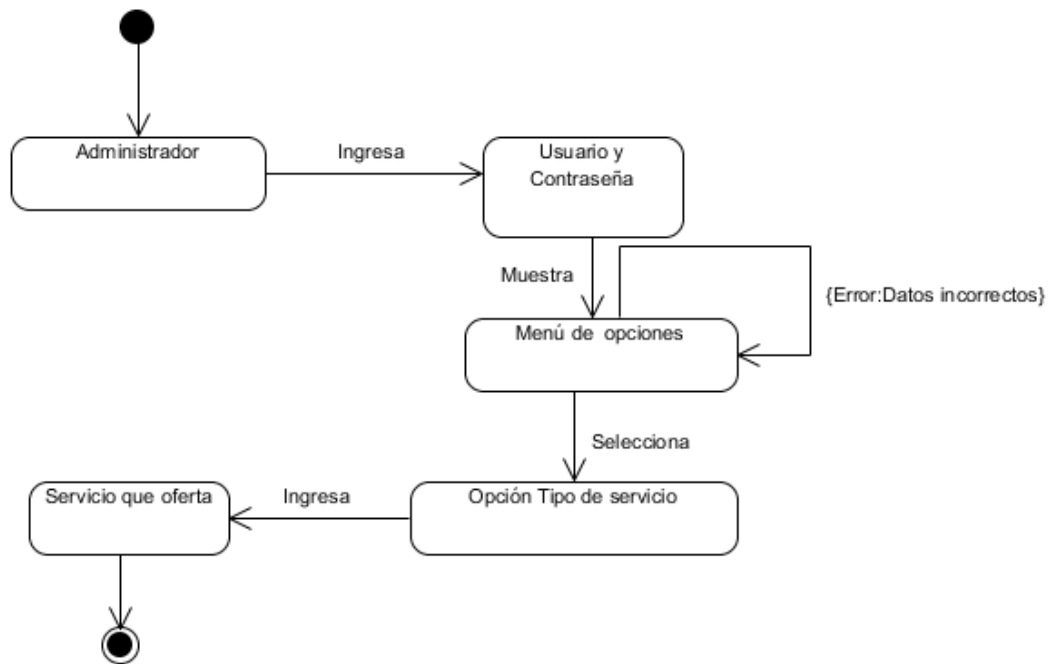 Administrador
Ingresa
Usuario y
Contraseña
Muestra
{Error:Datos incorrectos}
Menú de opciones
Selecciona
Opción Tipo de servicio
Ingresa
Servicio que oferta